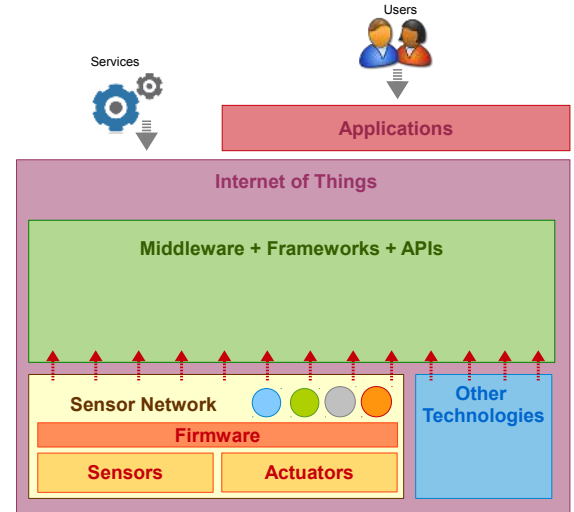 Users
Services
Applications
Internet of Things
Middleware + Frameworks + APIs
Sensor Network
Other
Technologies
Firmware
Sensors
Actuators